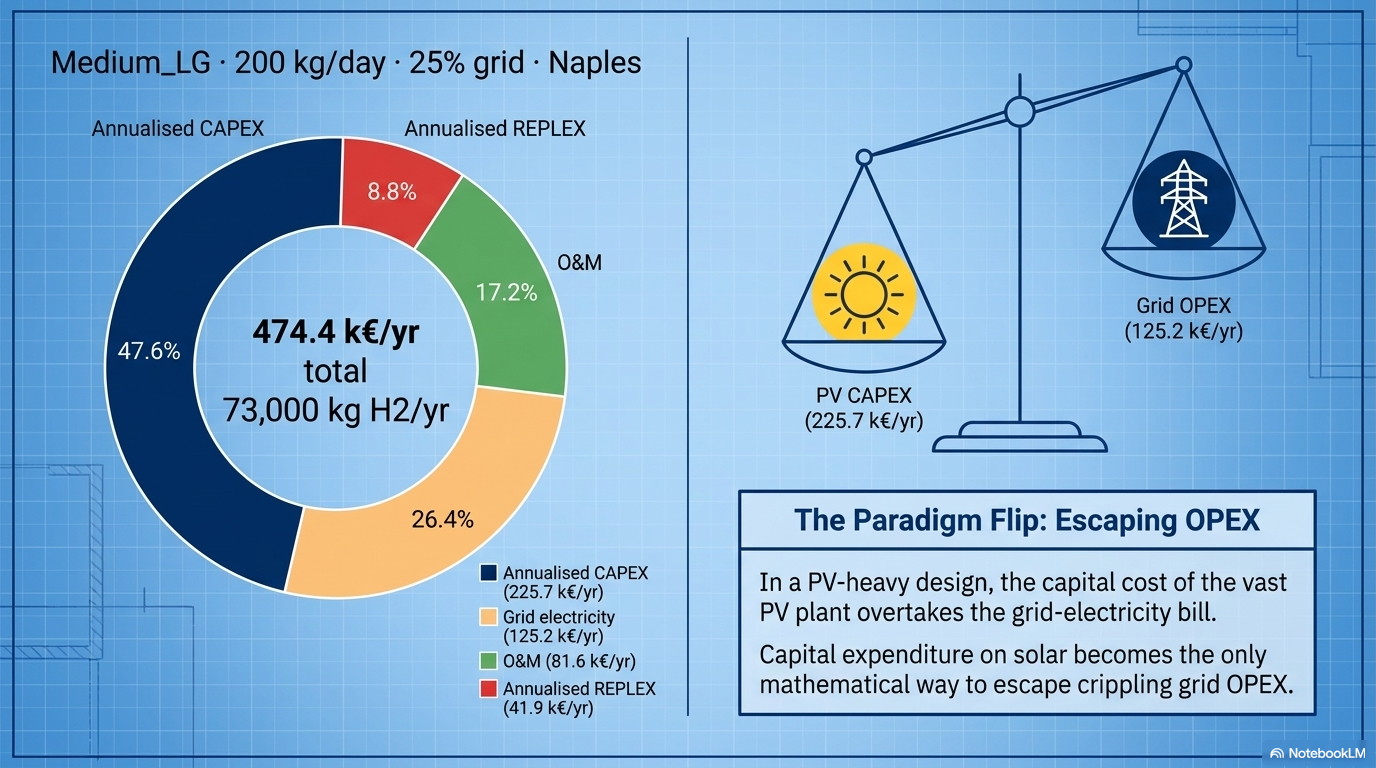 Medium_LG · 200 kg/day · 25% grid · Naples
Annualised CAPEX
Annualised REPLEX
8.8%
O&M
17.2%
47.6%
474.4 k€/yr
total
73,000 kg H2/yr
26.4%
Annualised CAPEX
(225.7 k€/yr)
Grid electricity
(125.2 k€/yr)
O&M (81.6 k€/yr)
Annualised REPLEX
(41.9 k€/yr)
Grid OPEX
(125.2 k€/yr)
PV CAPEX
(225.7 k€/yr)
The Paradigm Flip: Escaping OPEX
In a PV-heavy design, the capital cost of the vast
PV plant overtakes the grid-electricity bill.
Capital expenditure on solar becomes the only
mathematical way to escape crippling grid OPEX.
NotebookLM